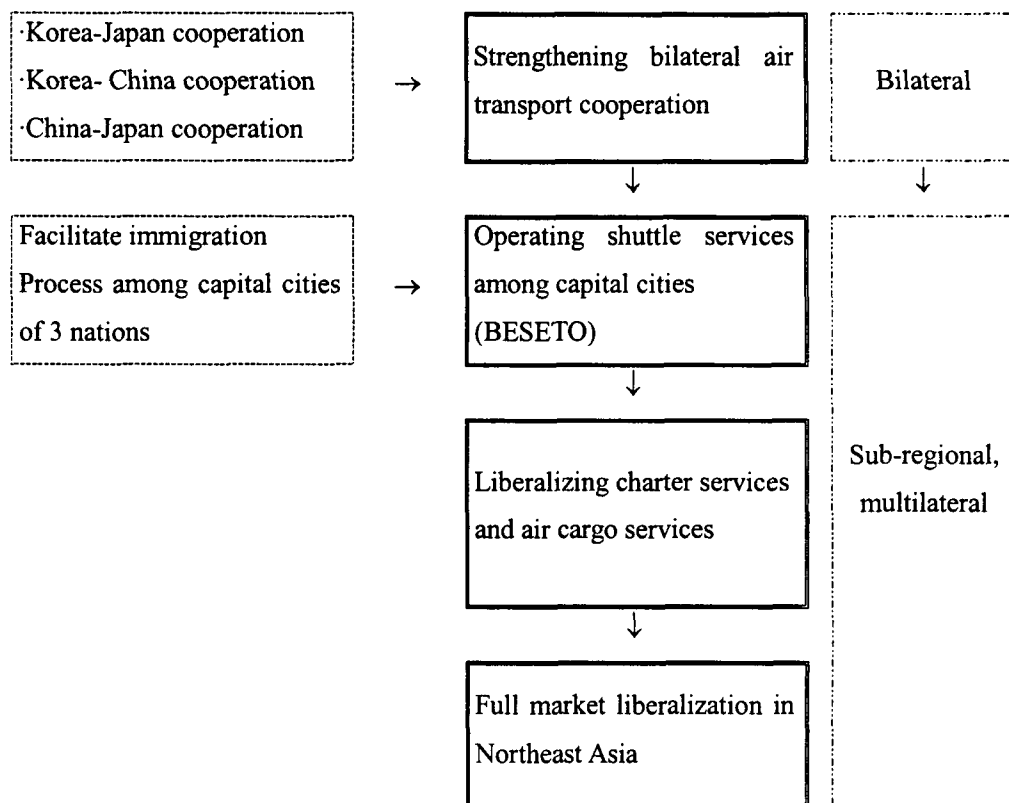 ·Korea-Japan cooperation
·Korea- China cooperation
·China-Japan cooperation
→
Strengthening bilateral air
transport cooperation
Bilateral
↓
↓
Facilitate immigration
Process among capital cities
of 3 nations
→
Operating shuttle services
among capital cities
(BESETO)
↓
Liberalizing charter services
and air cargo services
Sub-regional,
multilateral
↓
Full market liberalization in
Northeast Asia